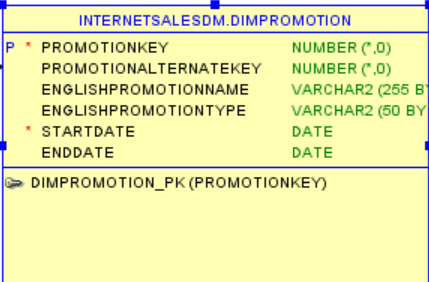 INTERNETSALESDM.DIMPROMOTION
P * PROMOTIONKEY NUMBER (*,0)
PROMOTIONALTERNATEKEY NUMBER (*,0)
ENGLISHPROMOTIONNAME VARCHAR2 (255 BY
ENGLISHPROMOTIONTYPE VARCHAR2 (50 BY
* STARTDATE DATE
ENDDATE DATE
DIMPROMOTION_PK (PROMOTIONKEY)